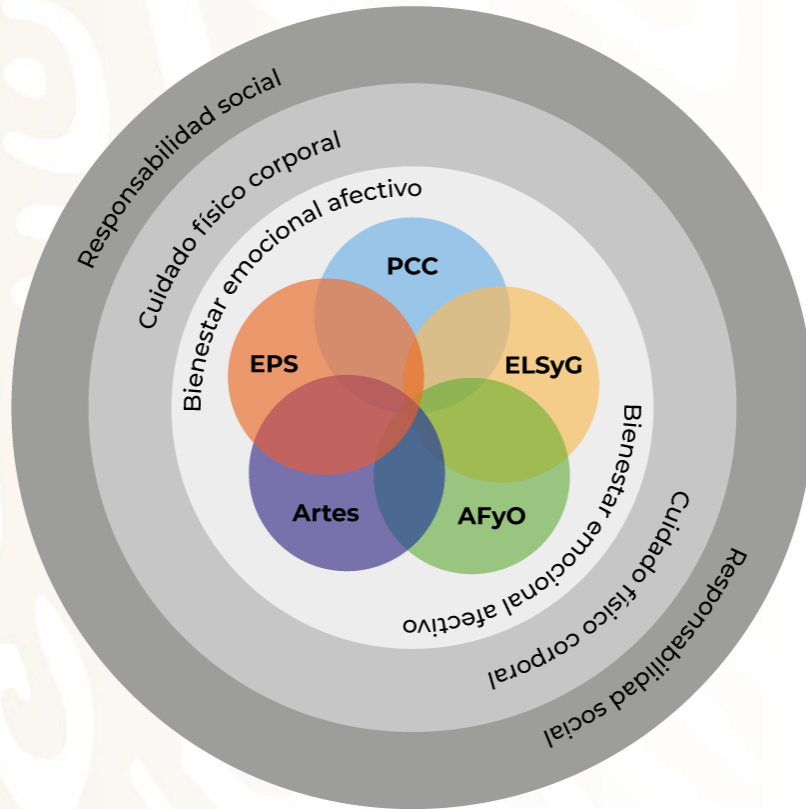 Responsabilidad social
Cuidado físico corporal
Bienestar emocional afectivo
PCC
EPS
ELSyG
Artes
AFyO
Bienestar emocional afectivo
Cuidado físico corporal
Responsabilidad social